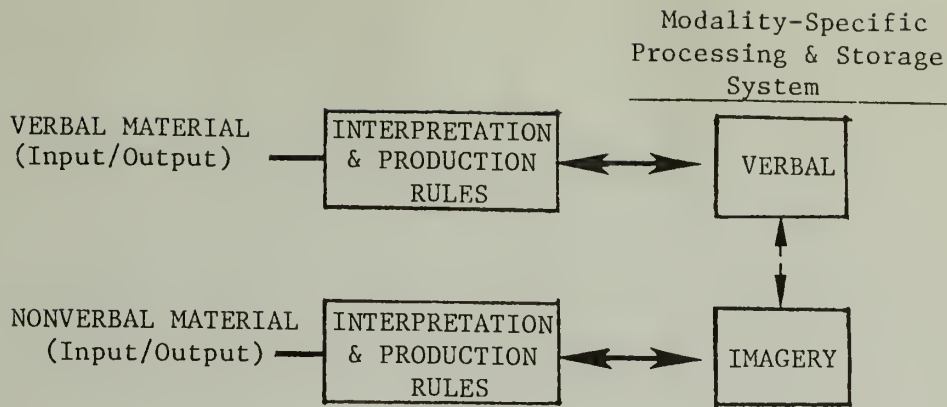 Modality-Specific
Processing & Storage
System
VERBAL MATERIAL
(Input/Output)
INTERPRETATION
& PRODUCTION
RULES
VERBAL
NONVERBAL MATERIAL
(Input/Output)
INTERPRETATION
& PRODUCTION
RULES
IMAGERY